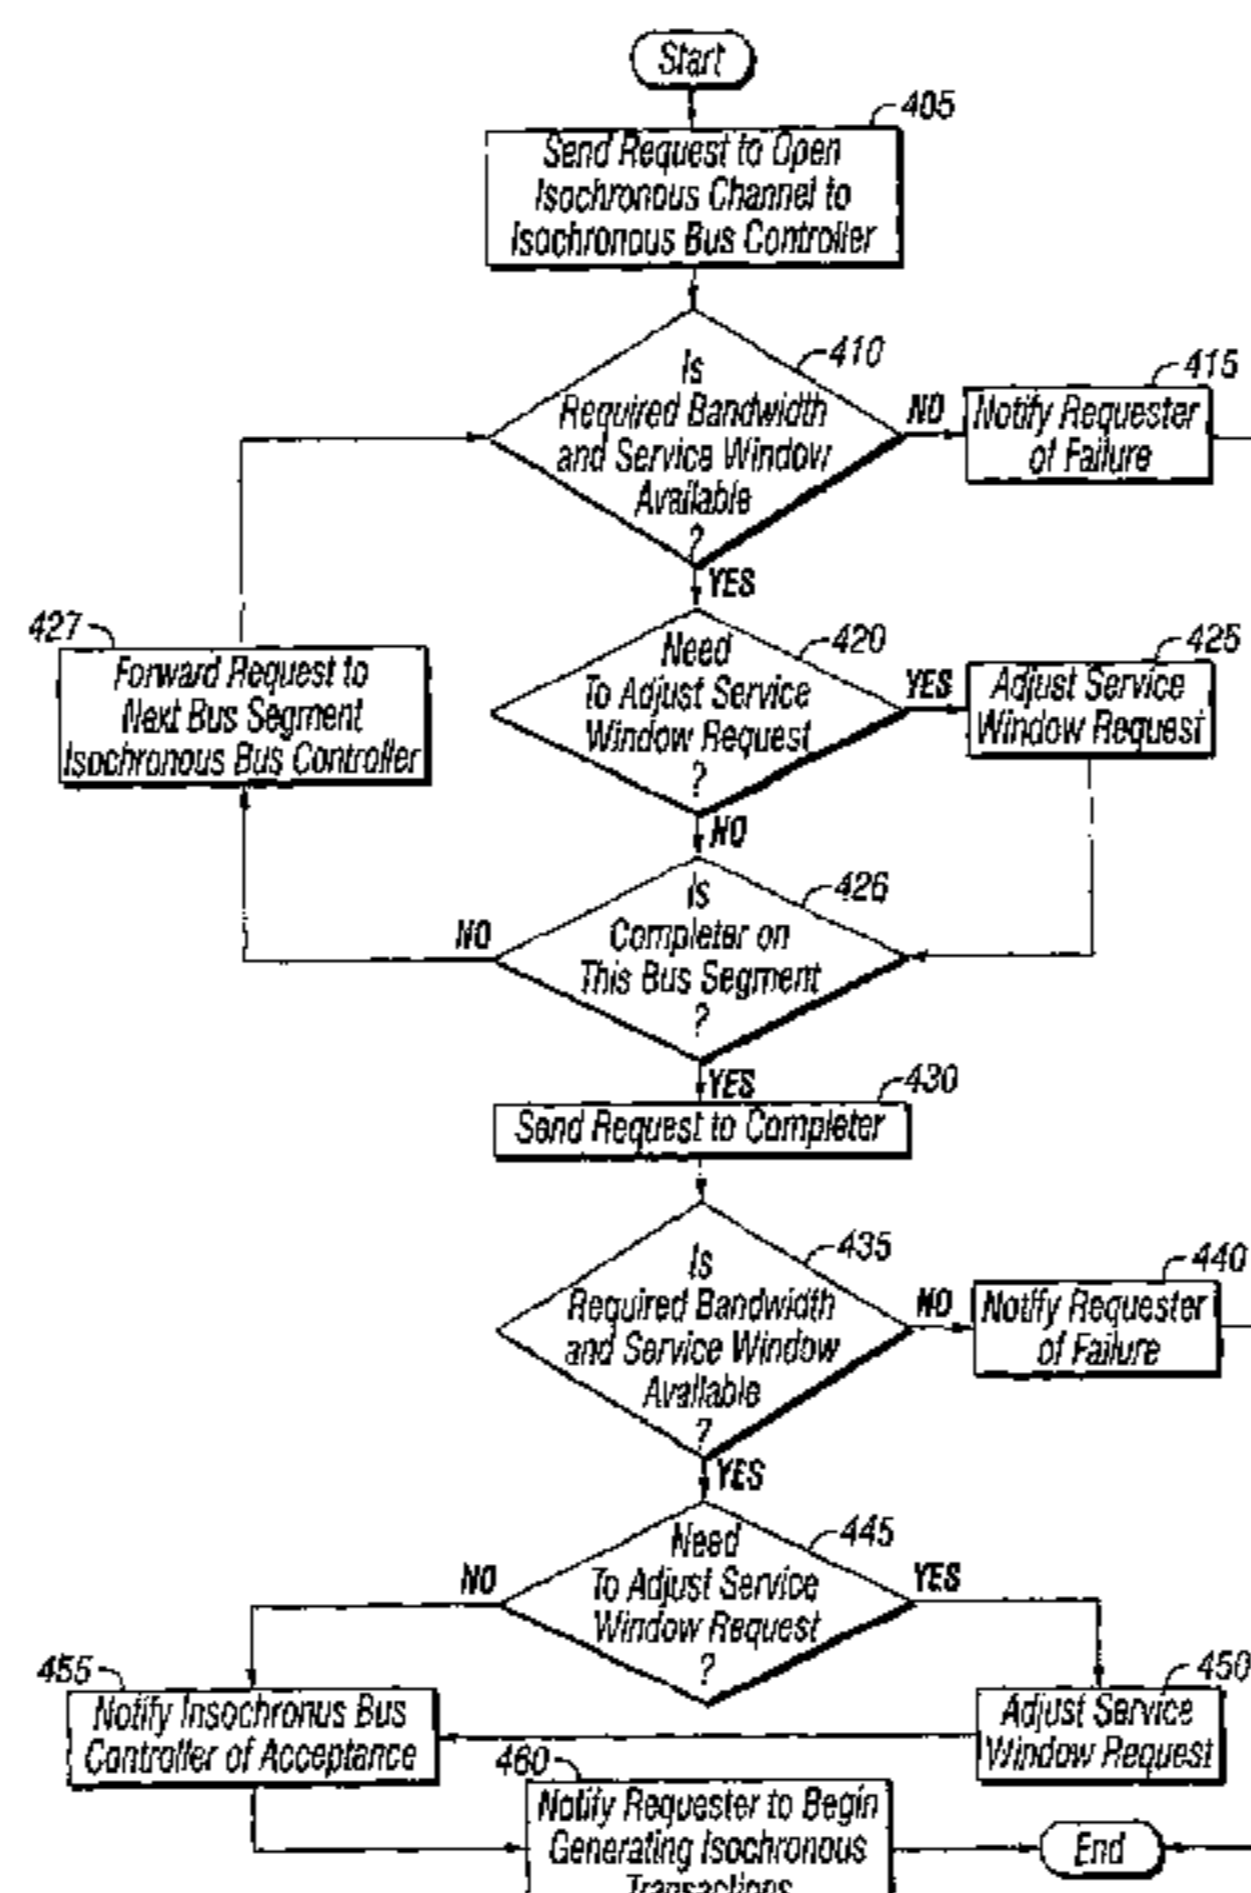 Start
405
Send Request to Open
Isochronous Channel to
Isochronous Bus Controller
410
Is
Required Bandwidth
and Service Window
Available
?
NO
415
Notify Requester
of Failure
YES
427
Forward Request to
Next Bus Segment
Isochronous Bus Controller
420
Need
To Adjust Service
Window Request
?
YES
425
Adjust Service
Window Request
NO
426
Is
Completer on
This Bus Segment
?
NO
YES
430
Send Request to Completer
435
Is
Required Bandwidth
and Service Window
Available
?
NO
440
Notify Requester
of Failure
YES
445
Need
To Adjust Service
Window Request
?
NO
YES
455
Notify Insochronus Bus
Controller of Acceptance
450
Adjust Service
Window Request
460
Notify Requester to Begin
Generating Isochronous
Transactions
End